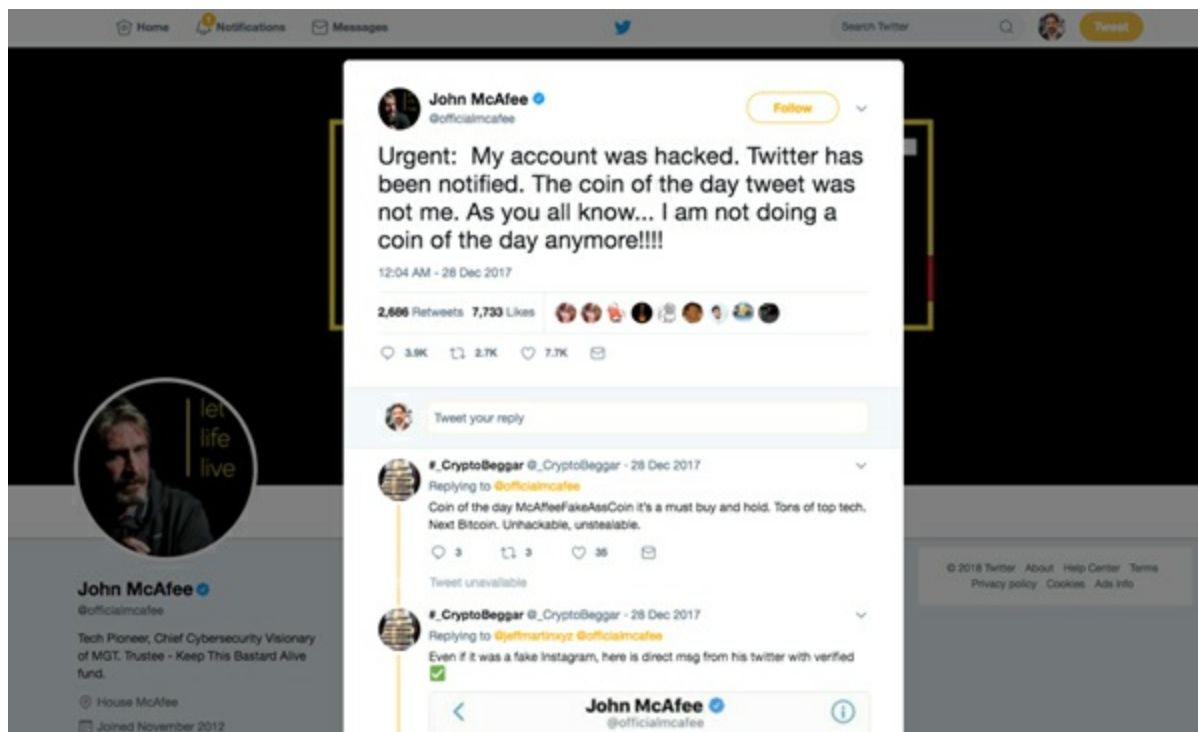 Home
Notifications
Messages
Search Twitter
Tweet
John McAfee
@officialmcafee
Follow
Urgent: My account was hacked. Twitter has
been notified. The coin of the day tweet was
not me. As you all know... I am not doing a
coin of the day anymore!!!!
12:04 AM - 28 Dec 2017
2,686 Retweets 7,733 Likes
3.9K 2.7K 7.7K
Tweet your reply
#_CryptoBeggar @_CryptoBeggar - 28 Dec 2017
Replying to @officialmcafee
Coin of the day McAffeeFakeAssCoin it's a must buy and hold. Tons of top tech.
Next Bitcoin. Unhackable, unstealable.
3 3 35
Tweet unavailable
#_CryptoBeggar @_CryptoBeggar - 28 Dec 2017
Replying to @jeffmartinxyz @officialmcafee
Even if it was a fake Instagram, here is direct msg from his twitter with verified
John McAfee
@officialmcafee
let
life
live
John McAfee
@officialmcafee
Tech Pioneer, Chief Cybersecurity Visionary
of MGT. Trustee - Keep This Bastard Alive
fund.
House McAfee
Joined November 2012
© 2018 Twitter About Help Center Terms
Privacy policy Cookies Ads info